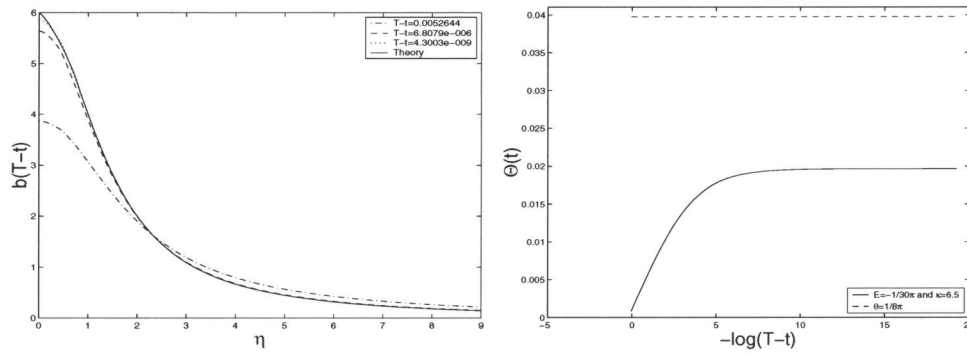 6
5
4
3
2
1
0
b(T−t)
0 1 2 3 4 5 6 7 8 9
η
T−t=0.0052644
T−t=6.8079e−006
T−t=4.3003e−009
Theory
0.04
0.035
0.03
0.025
0.02
0.015
0.01
0.005
0
Θ(t)
−5 0 5 10 15 20
−log(T−t)
E=−1/30π and κ=6.5
θ=1/8π